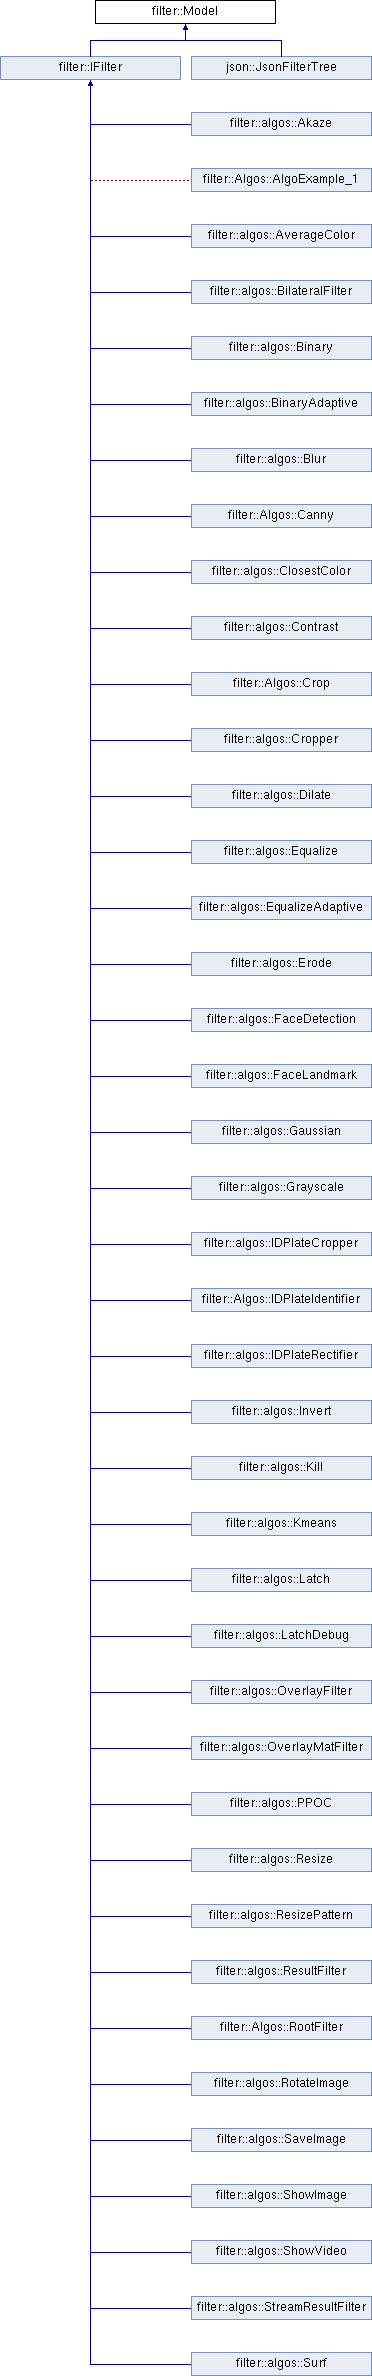 filter::Model
filter::IFilter
json::JsonFilterTree
filter::algos::Akaze
filter::Algos::AlgoExample_1
filter::algos::AverageColor
filter::algos::BilateralFilter
filter::algos::Binary
filter::algos::BinaryAdaptive
filter::algos::Blur
filter::Algos::Canny
filter::algos::ClosestColor
filter::algos::Contrast
filter::Algos::Crop
filter::algos::Cropper
filter::algos::Dilate
filter::algos::Equalize
filter::algos::EqualizeAdaptive
filter::algos::Erode
filter::algos::FaceDetection
filter::algos::FaceLandmark
filter::algos::Gaussian
filter::algos::Grayscale
filter::algos::IDPlateCropper
filter::Algos::IDPlateIdentifier
filter::algos::IDPlateRectifier
filter::algos::Invert
filter::algos::Kill
filter::algos::Kmeans
filter::algos::Latch
filter::algos::LatchDebug
filter::algos::OverlayFilter
filter::algos::OverlayMatFilter
filter::algos::PPOC
filter::algos::Resize
filter::algos::ResizePattern
filter::algos::ResultFilter
filter::Algos::RootFilter
filter::algos::RotateImage
filter::algos::SaveImage
filter::algos::ShowImage
filter::algos::ShowVideo
filter::algos::StreamResultFilter
filter::algos::Surf